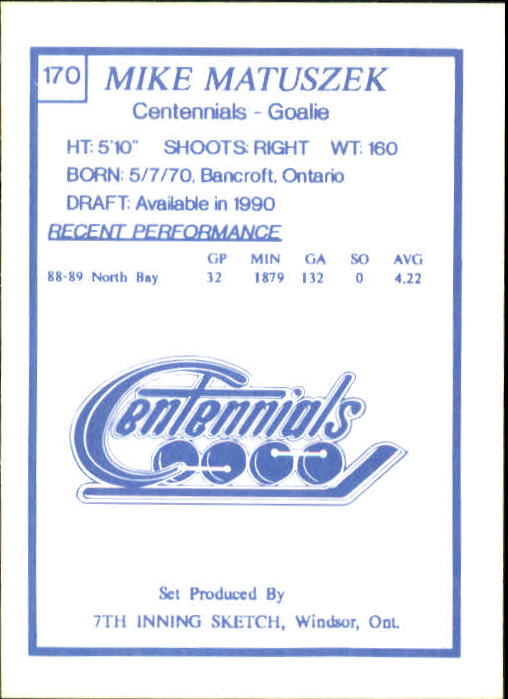 170 MIKE MATUSZEK
Centennials - Goalie
HT: 5'10" SHOOTS: RIGHT WT: 160
BORN: 5/7/70, Bancroft, Ontario
DRAFT: Available in 1990
RECENT PERFORMANCE
GP MIN GA SO AVG
88-89 North Bay 32 1879 132 0 4.22
Centennials
Set Produced By
7TH INNING SKETCH, Windsor, Ont.